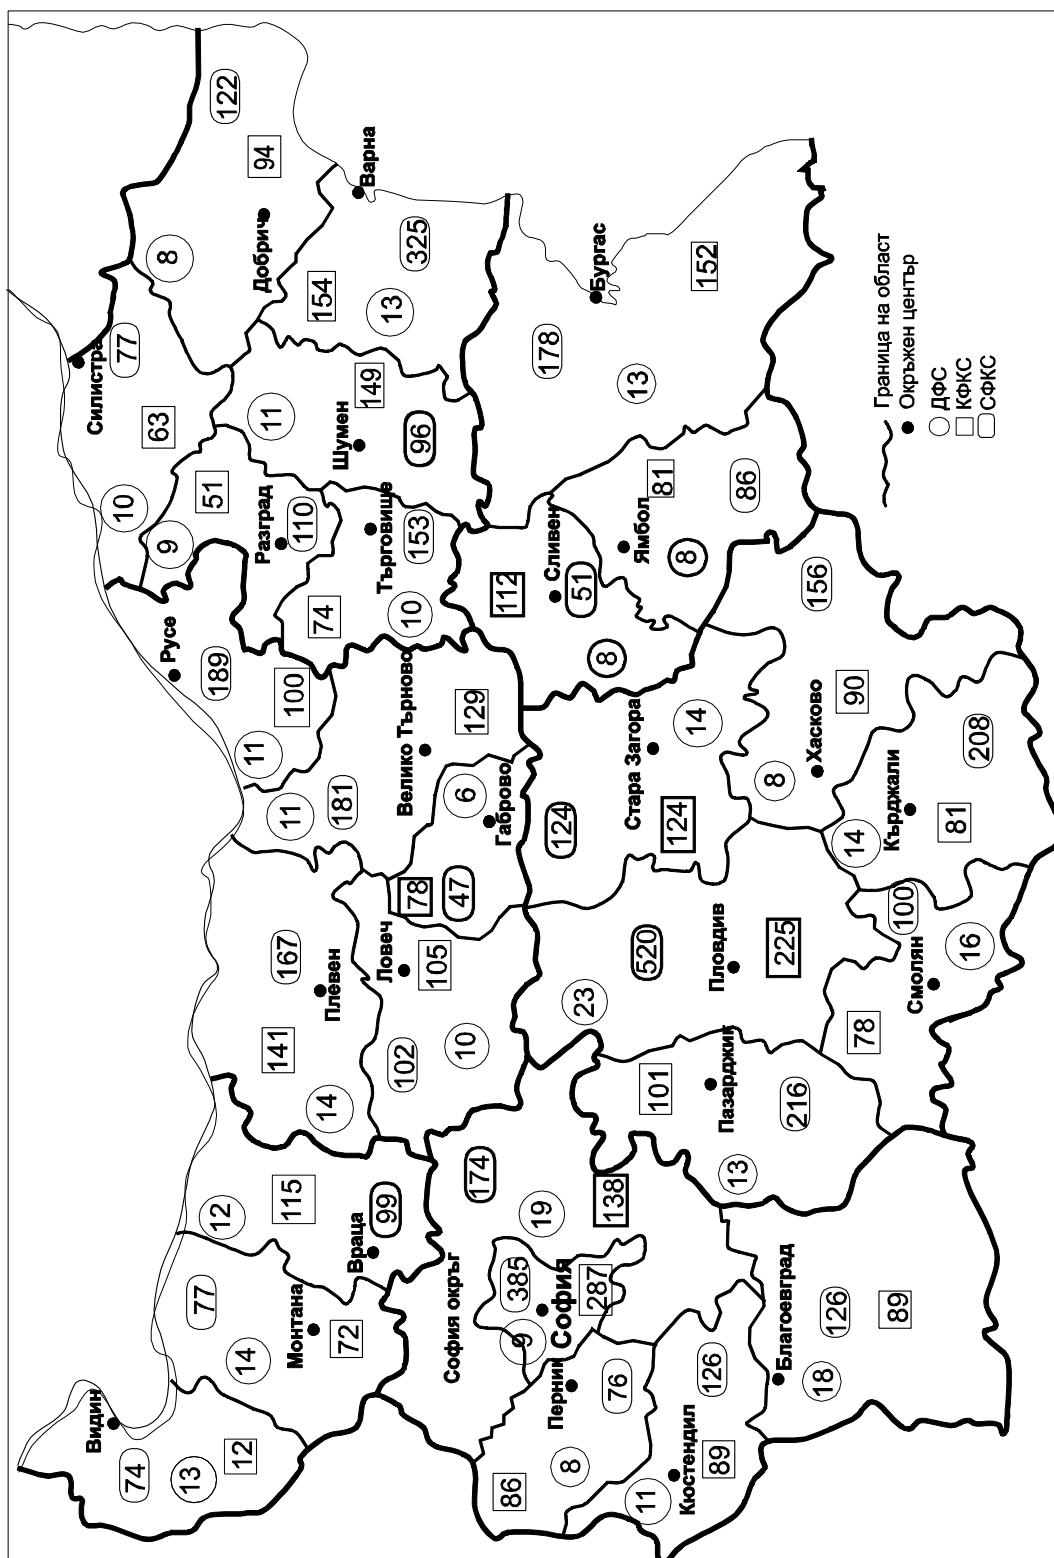 Видин
74
13
12
Монтана
77
14
72
Враца
12
115
99
Плевен
167
141
14
Ловеч
105
102
10
Велико Търново
11
181
129
Габрово
6
78
47
Русе
189
100
11
Разград
9
51
110
Силистра
77
63
10
Добрич
122
94
8
Варна
154
325
13
Шумен
11
149
96
Търговище
74
153
10
София окръг
174
19
138
София
385
9
287
Перник
86
8
76
Кюстендил
11
89
126
Благоевград
18
126
89
Пазарджик
101
13
216
Пловдив
23
520
225
Смолян
78
100
16
Стара Загора
124
124
14
Сливен
112
51
8
Ямбол
81
8
86
Бургас
178
13
152
Хасково
8
156
90
Кърджали
14
81
208
Граница на област
Окръжен център
ДФС
КФКС
СФКС